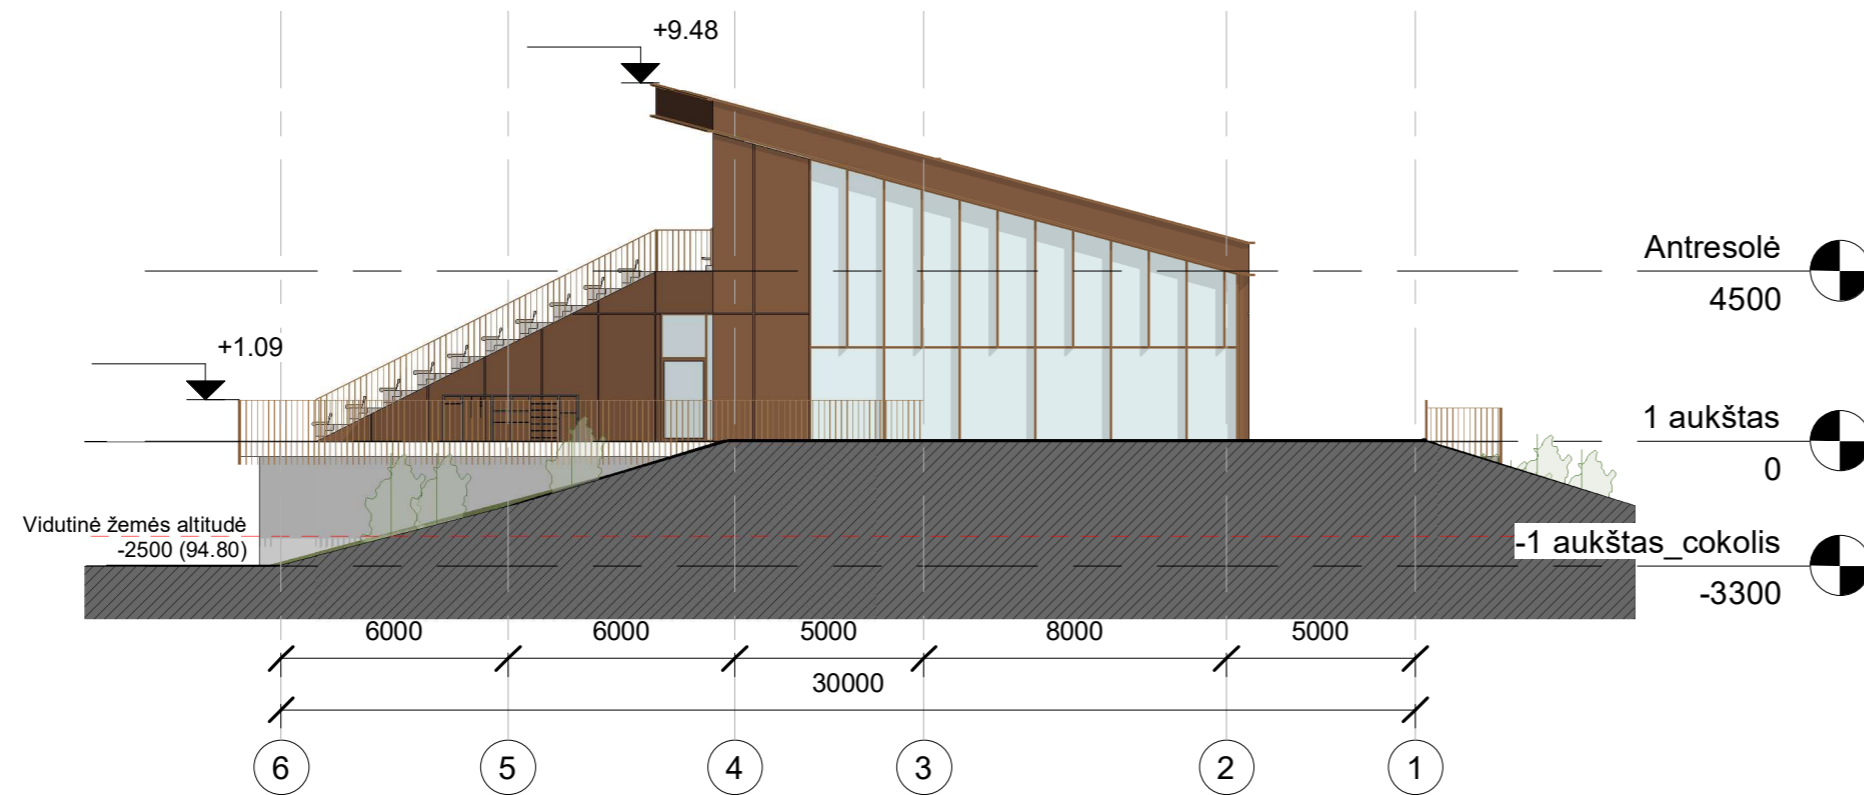 +9.48
Antresolė
4500
+1.09
1 aukštas
0
Vidutinė žemės altitudė
-2500 (94.80)
-1 aukštas_cokolis
-3300
6000 6000 5000 8000 5000
30000
6 5 4 3 2 1